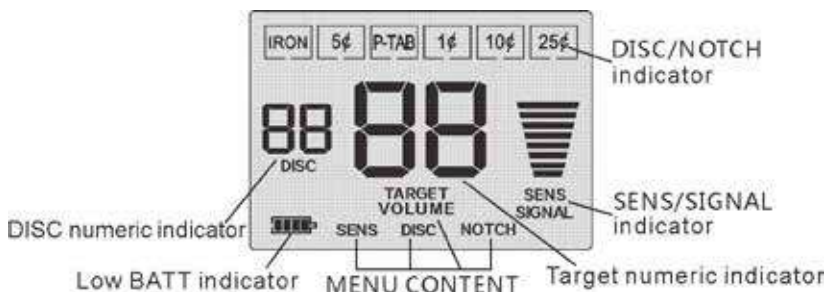 IRON 5¢ P-TAB 1¢ 10¢ 25¢
DISC/NOTCH
indicator
88 88
DISC
TARGET
VOLUME
SENS
SIGNAL
SENS/SIGNAL
indicator
DISC numeric indicator
SENS DISC NOTCH
Low BATT indicator
MENU CONTENT
Target numeric indicator